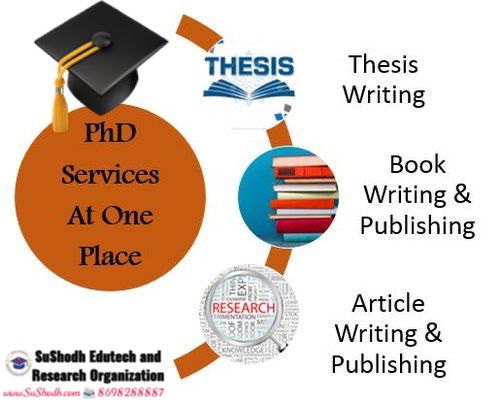 PhD
Services
At One
Place
THESIS
Thesis
Writing
Book
Writing &
Publishing
RESEARCH
Article
Writing &
Publishing
SuShodh Edutech and
Research Organization
www.SuShodh.com 8698288887